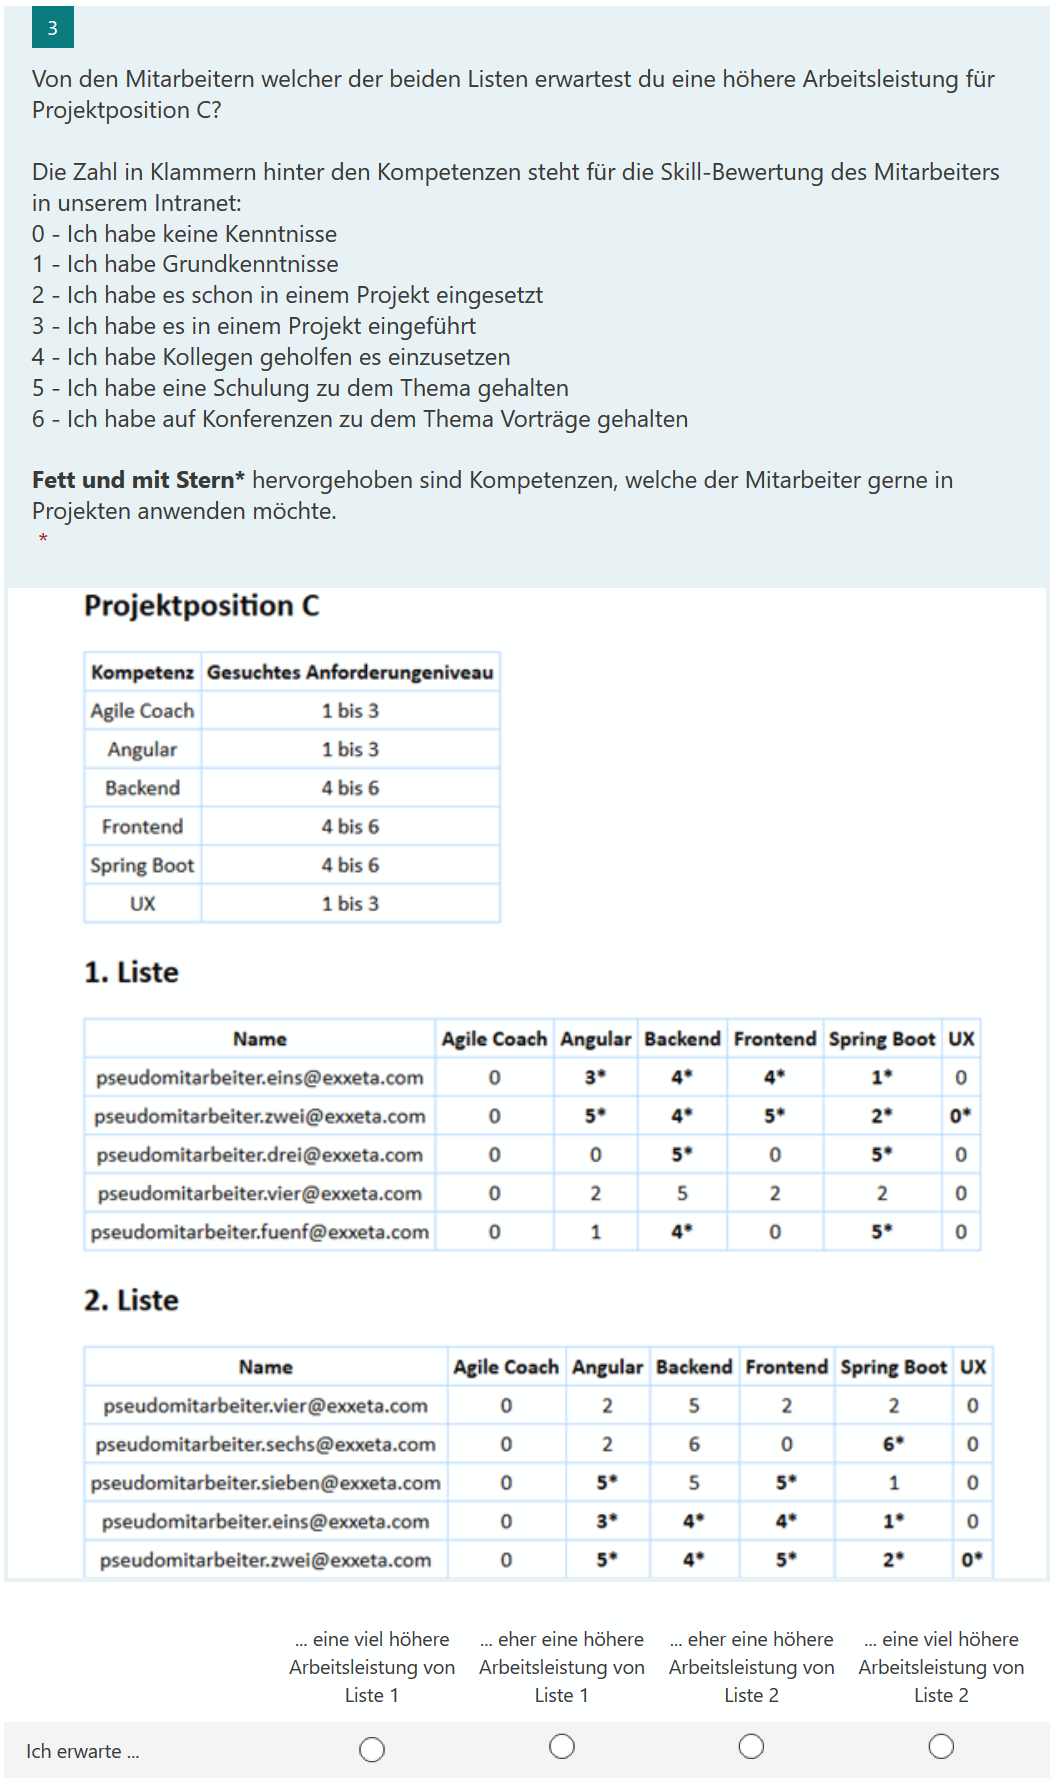 3
Von den Mitarbeitern welcher der beiden Listen erwartest du eine höhere Arbeitsleistung für
Projektposition C?
Die Zahl in Klammern hinter den Kompetenzen steht für die Skill-Bewertung des Mitarbeiters
in unserem Intranet:
0 - Ich habe keine Kenntnisse
1 - Ich habe Grundkenntnisse
2 - Ich habe es schon in einem Projekt eingesetzt
3 - Ich habe es in einem Projekt eingeführt
4 - Ich habe Kollegen geholfen es einzusetzen
5 - Ich habe eine Schulung zu dem Thema gehalten
6 - Ich habe auf Konferenzen zu dem Thema Vorträge gehalten
Fett und mit Stern* hervorgehoben sind Kompetenzen, welche der Mitarbeiter gerne in
Projekten anwenden möchte.
*
Projektposition C
Kompetenz Gesuchtes Anforderungeniveau
Agile Coach 1 bis 3
Angular 1 bis 3
Backend 4 bis 6
Frontend 4 bis 6
Spring Boot 4 bis 6
UX 1 bis 3
1. Liste
Name Agile Coach Angular Backend Frontend Spring Boot UX
pseudomitarbeiter.eins@exxeta.com 0 3* 4* 4* 1* 0
pseudomitarbeiter.zwei@exxeta.com 0 5* 4* 5* 2* 0*
pseudomitarbeiter.drei@exxeta.com 0 0 5* 0 5* 0
pseudomitarbeiter.vier@exxeta.com 0 2 5 2 2 0
pseudomitarbeiter.fuenf@exxeta.com 0 1 4* 0 5* 0
2. Liste
Name Agile Coach Angular Backend Frontend Spring Boot UX
pseudomitarbeiter.vier@exxeta.com 0 2 5 2 2 0
pseudomitarbeiter.sechs@exxeta.com 0 2 6 0 6* 0
pseudomitarbeiter.sieben@exxeta.com 0 5* 5 5* 1 0
pseudomitarbeiter.eins@exxeta.com 0 3* 4* 4* 1* 0
pseudomitarbeiter.zwei@exxeta.com 0 5* 4* 5* 2* 0*
... eine viel höhere ... eher eine höhere ... eher eine höhere ... eine viel höhere
Arbeitsleistung von Arbeitsleistung von Arbeitsleistung von Arbeitsleistung von
Liste 1 Liste 1 Liste 2 Liste 2
Ich erwarte ...